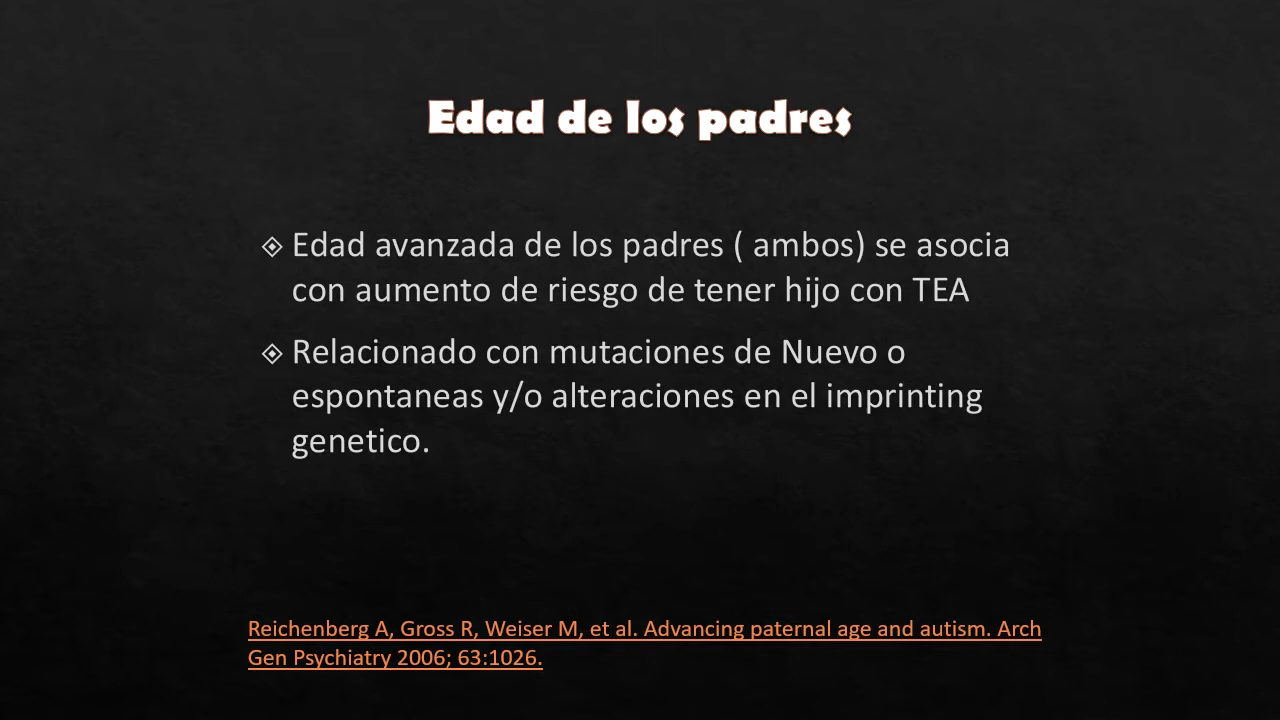 Edad de los padres
Edad avanzada de los padres ( ambos) se asocia
con aumento de riesgo de tener hijo con TEA
Relacionado con mutaciones de Nuevo o
espontaneas y/o alteraciones en el imprinting
genetico.
Reichenberg A, Gross R, Weiser M, et al. Advancing paternal age and autism. Arch
Gen Psychiatry 2006; 63:1026.